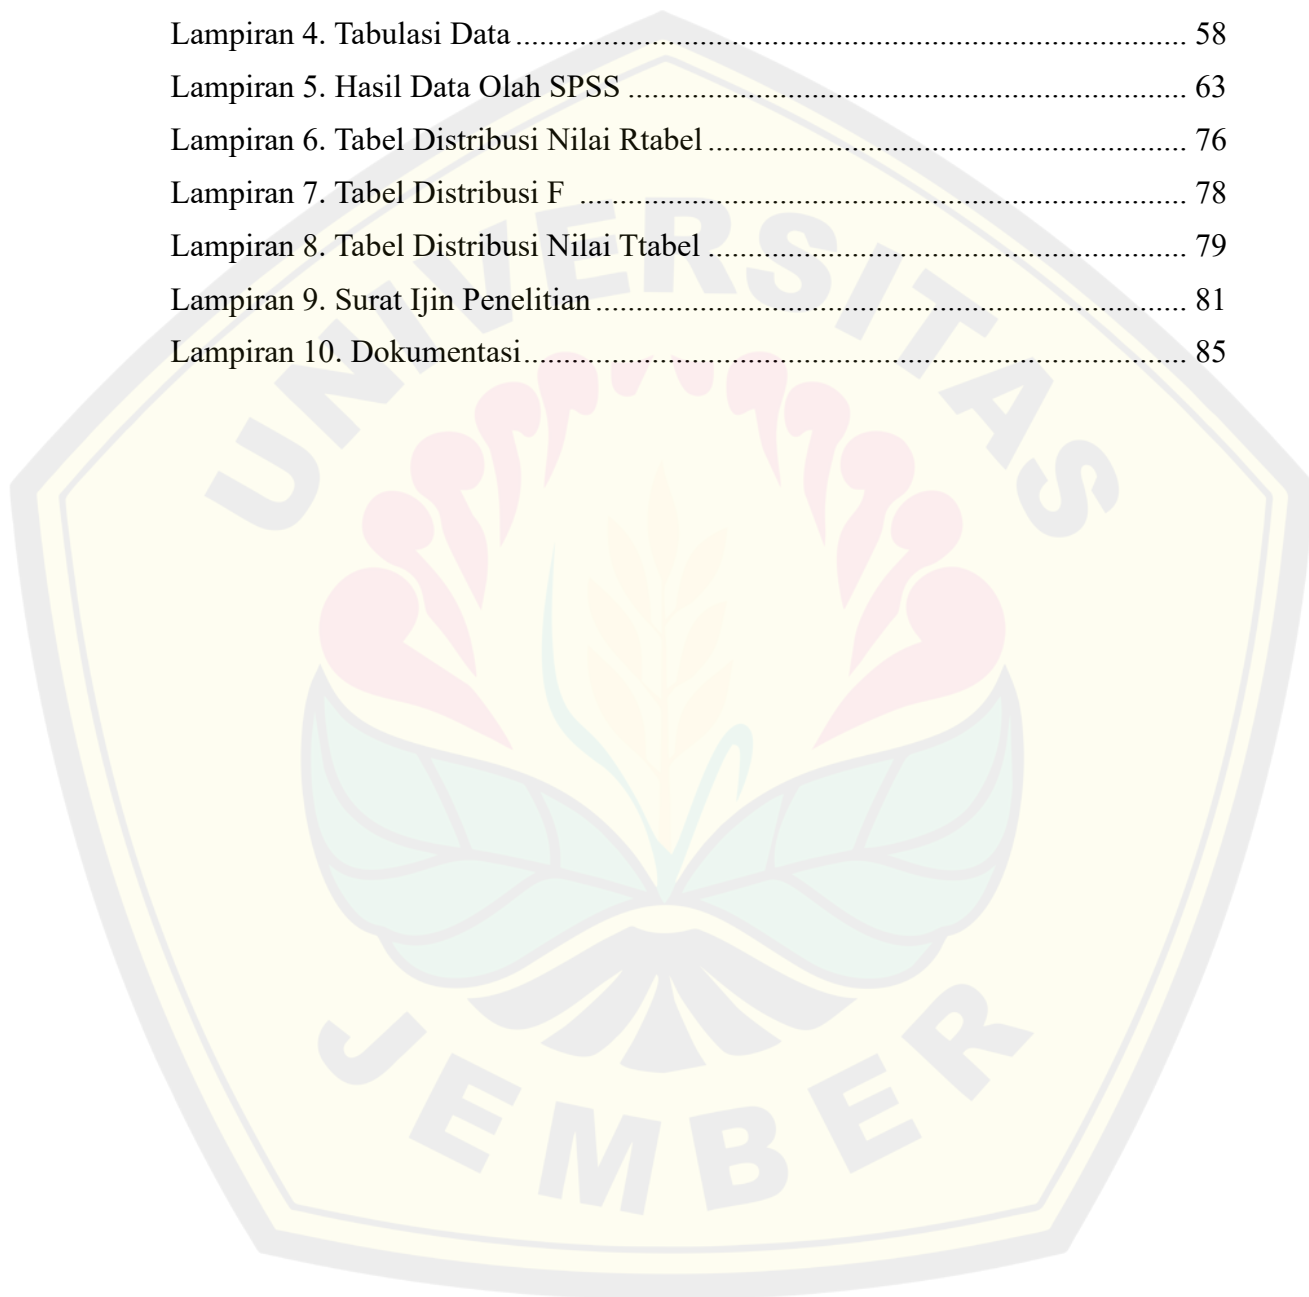 Lampiran 4. Tabulasi Data ........................................................................................ 58
Lampiran 5. Hasil Data Olah SPSS ......................................................................... 63
Lampiran 6. Tabel Distribusi Nilai Rtabel ............................................................... 76
Lampiran 7. Tabel Distribusi F ................................................................................ 78
Lampiran 8. Tabel Distribusi Nilai Ttabel ............................................................... 79
Lampiran 9. Surat Ijin Penelitian .............................................................................. 81
Lampiran 10. Dokumentasi ....................................................................................... 85
UNIVERSITAS
JEMBER